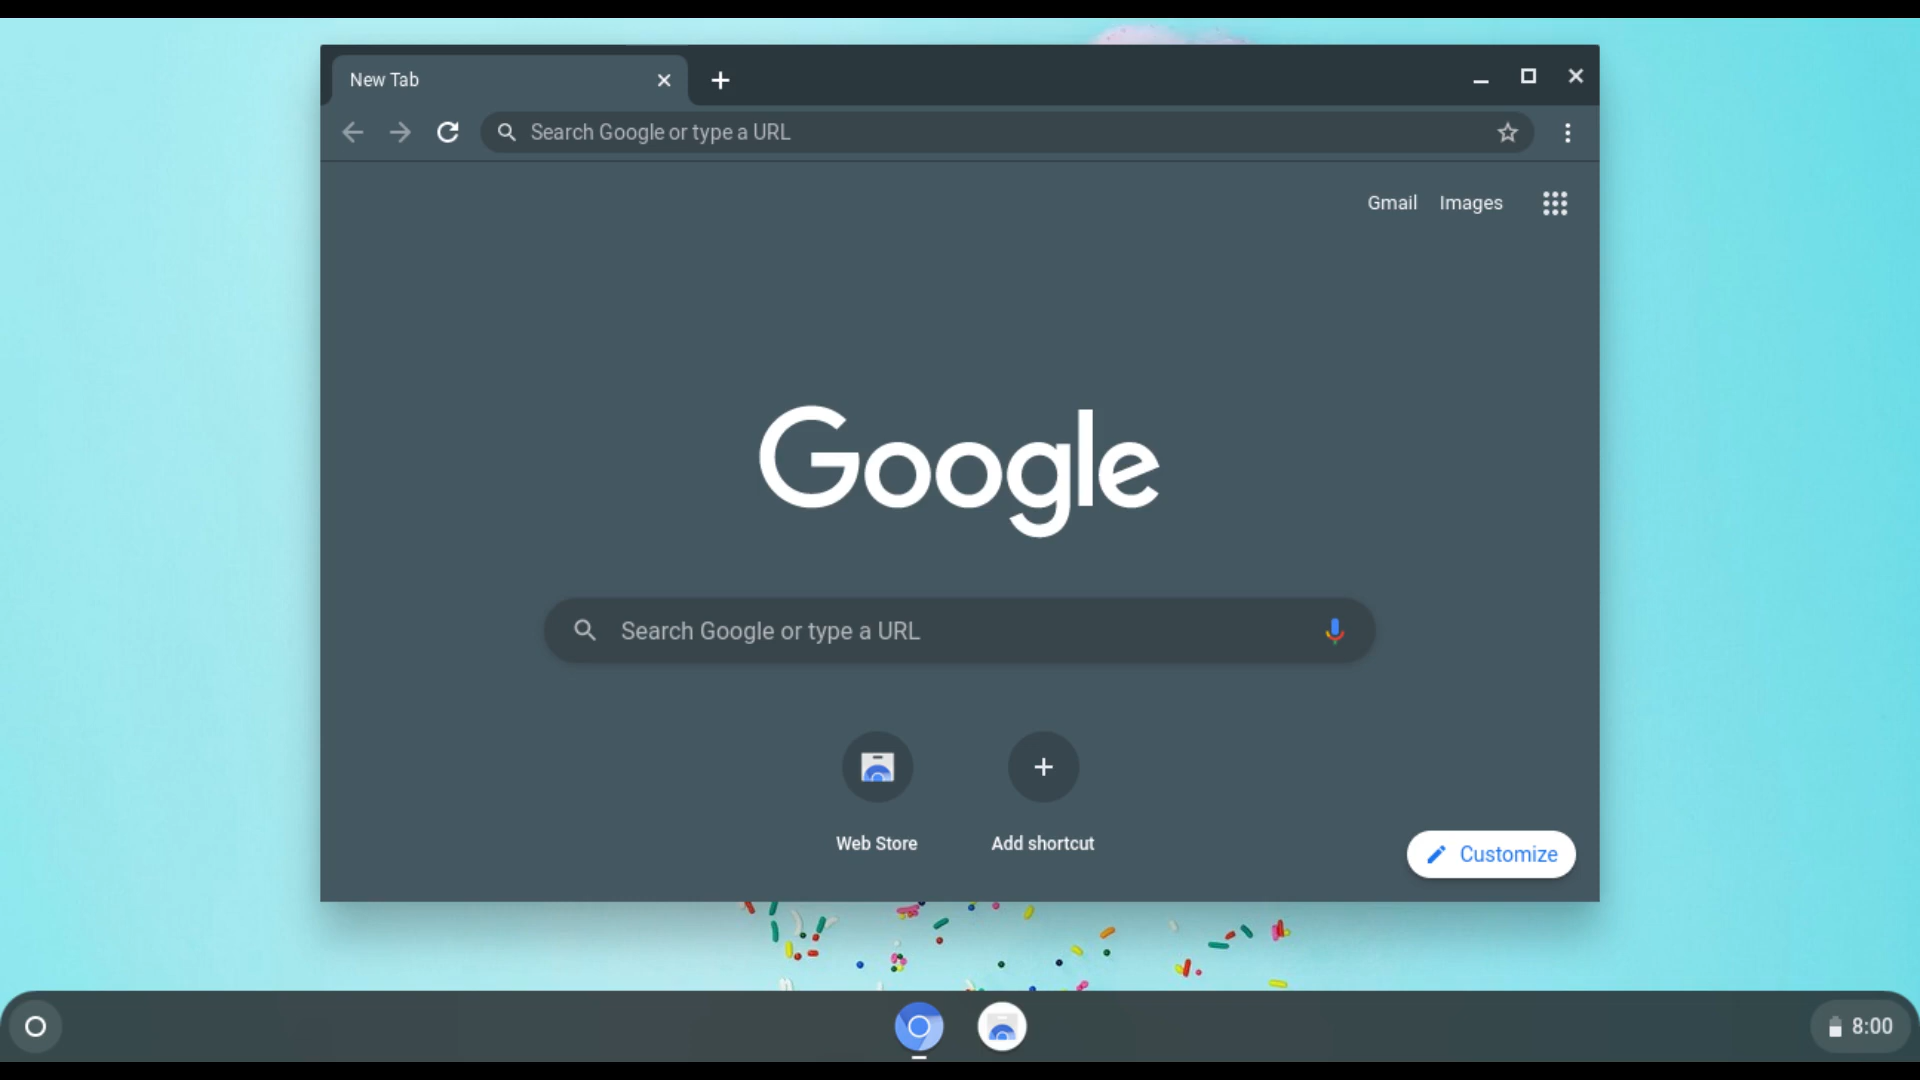 New Tab
Search Google or type a URL
Gmail Images
Google
Search Google or type a URL
Web Store Add shortcut
Customize
8:00